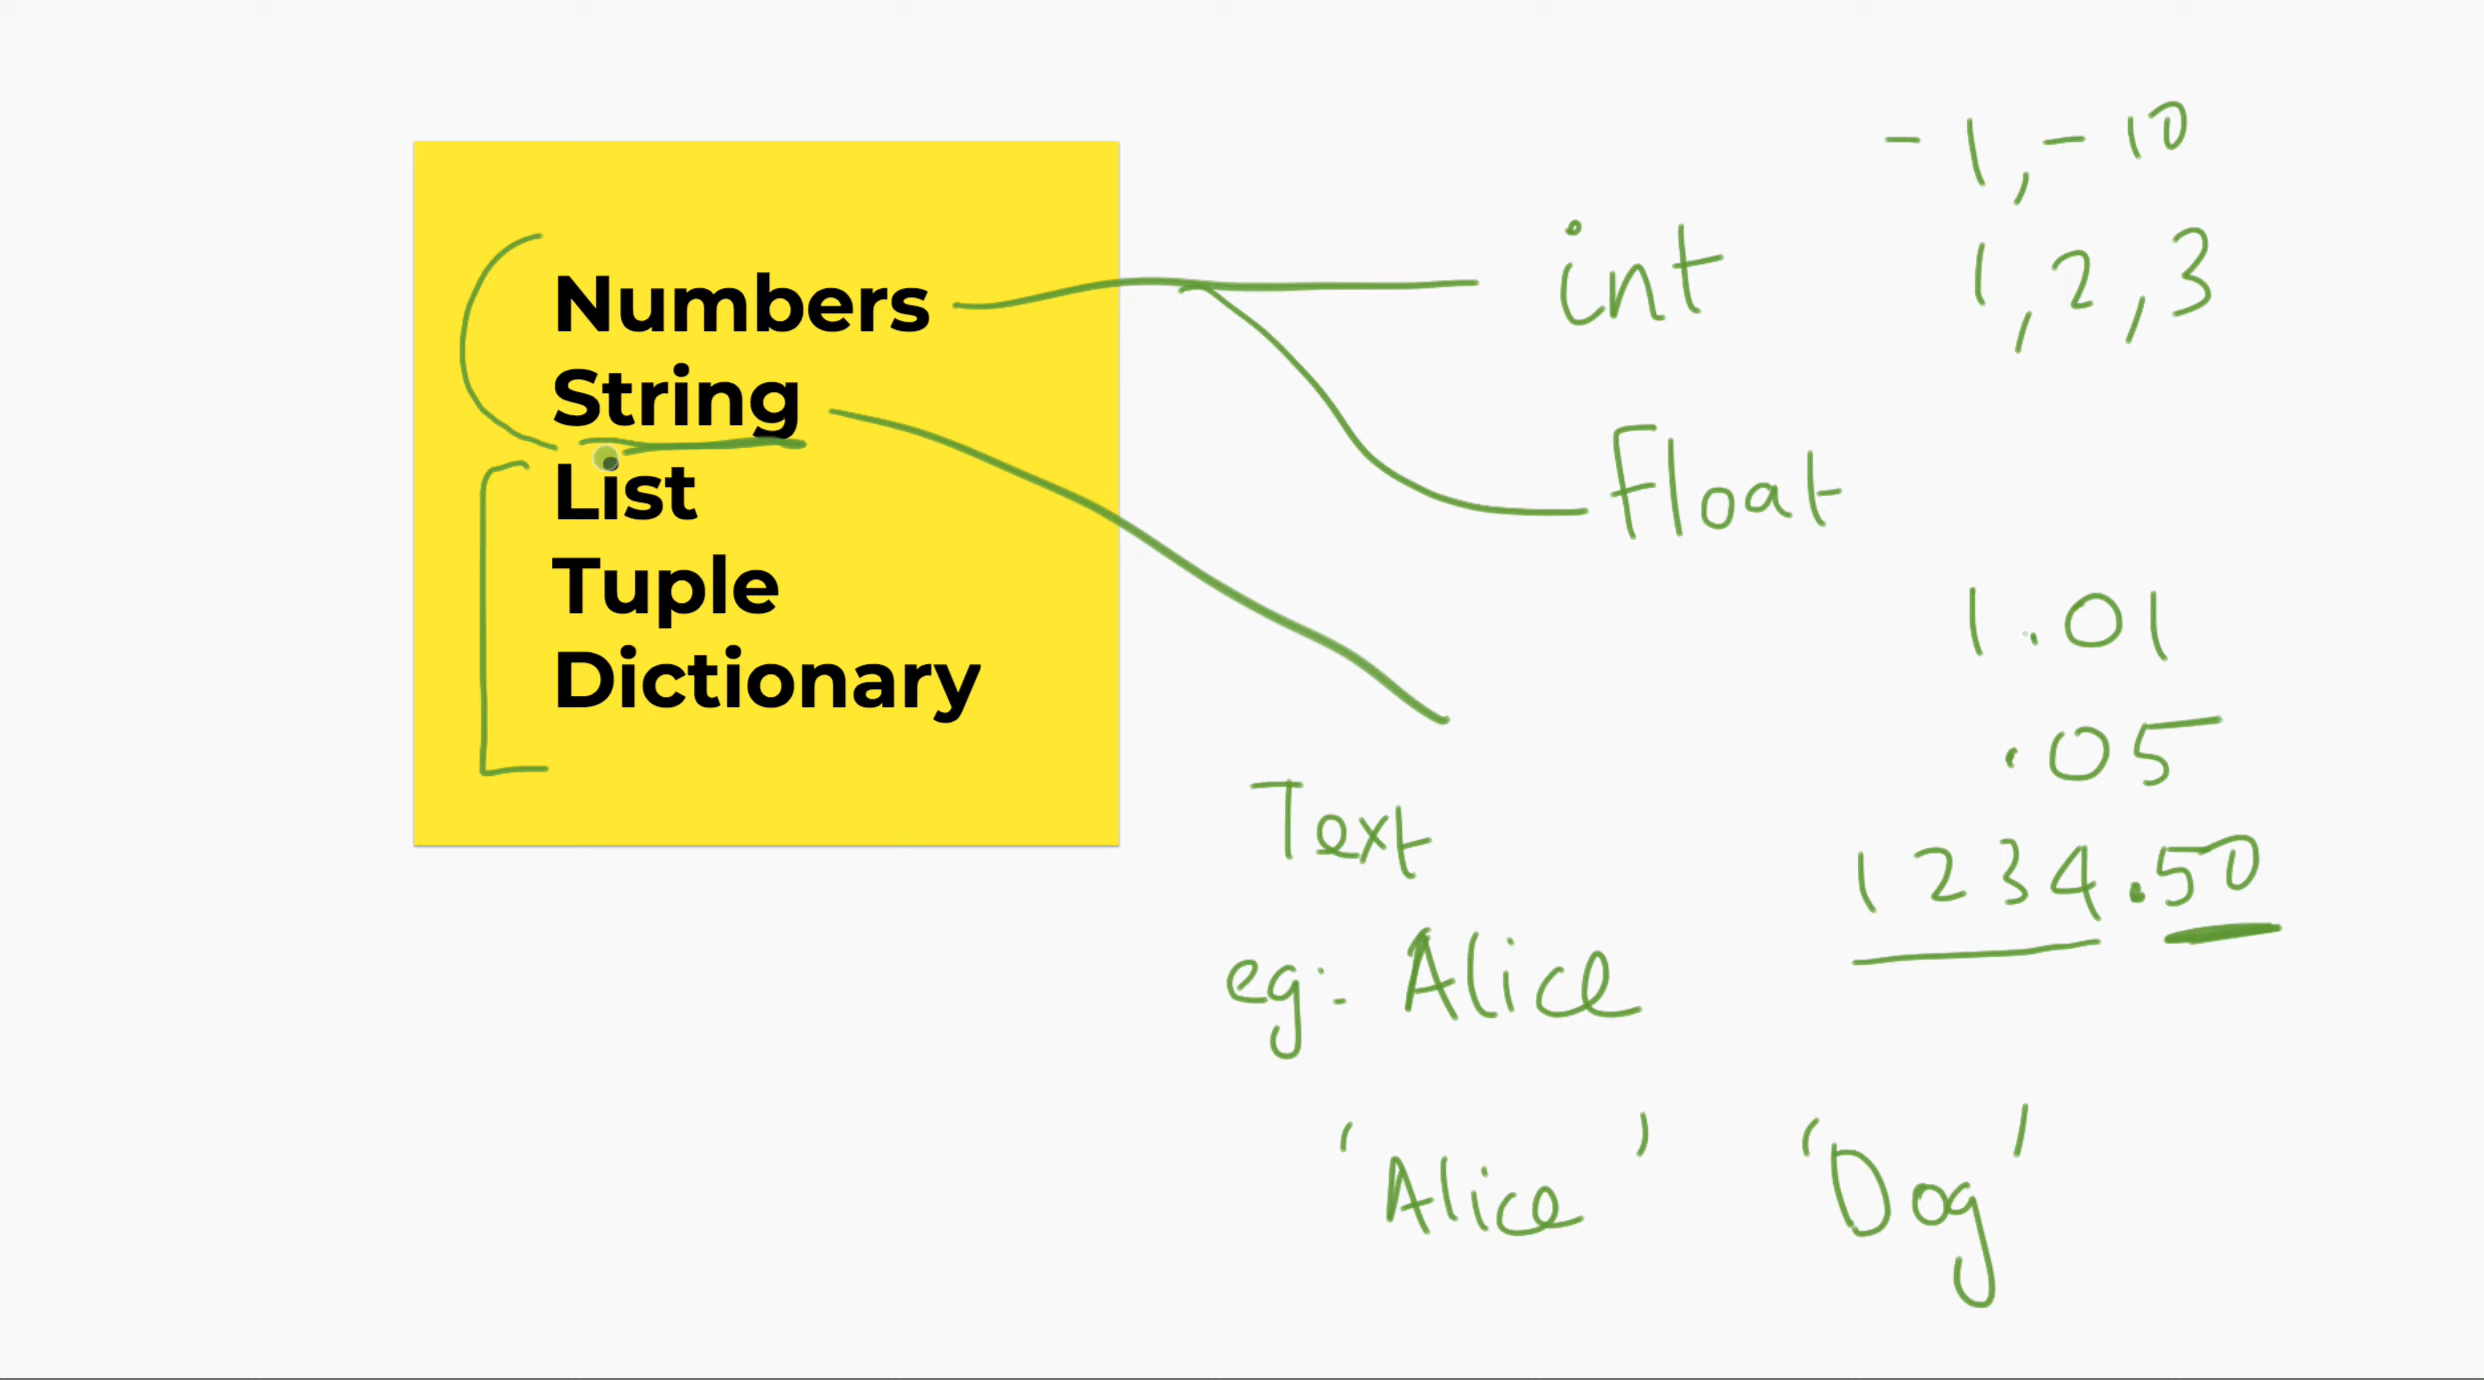 Numbers
String
List
Tuple
Dictionary
-1, -10
int
1, 2, 3
Float
1.01
.05
1234.50
Text
eg: Alice
'Alice' 'Dog'